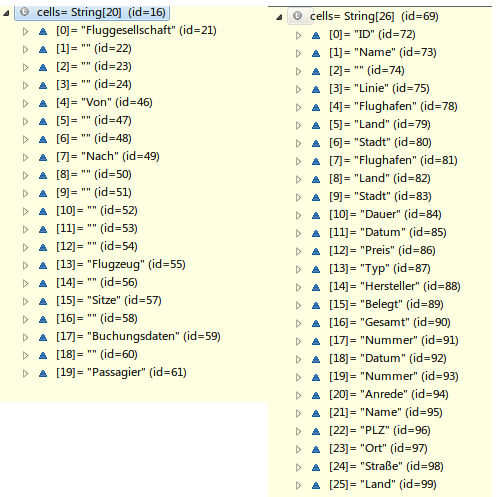 cells= String[20] (id=16)
[0]= "Fluggesellschaft" (id=21)
[1]= "" (id=22)
[2]= "" (id=23)
[3]= "" (id=24)
[4]= "Von" (id=46)
[5]= "" (id=47)
[6]= "" (id=48)
[7]= "Nach" (id=49)
[8]= "" (id=50)
[9]= "" (id=51)
[10]= "" (id=52)
[11]= "" (id=53)
[12]= "" (id=54)
[13]= "Flugzeug" (id=55)
[14]= "" (id=56)
[15]= "Sitze" (id=57)
[16]= "" (id=58)
[17]= "Buchungsdaten" (id=59)
[18]= "" (id=60)
[19]= "Passagier" (id=61)
cells= String[26] (id=69)
[0]= "ID" (id=72)
[1]= "Name" (id=73)
[2]= "" (id=74)
[3]= "Linie" (id=75)
[4]= "Flughafen" (id=78)
[5]= "Land" (id=79)
[6]= "Stadt" (id=80)
[7]= "Flughafen" (id=81)
[8]= "Land" (id=82)
[9]= "Stadt" (id=83)
[10]= "Dauer" (id=84)
[11]= "Datum" (id=85)
[12]= "Preis" (id=86)
[13]= "Typ" (id=87)
[14]= "Hersteller" (id=88)
[15]= "Belegt" (id=89)
[16]= "Gesamt" (id=90)
[17]= "Nummer" (id=91)
[18]= "Datum" (id=92)
[19]= "Nummer" (id=93)
[20]= "Anrede" (id=94)
[21]= "Name" (id=95)
[22]= "PLZ" (id=96)
[23]= "Ort" (id=97)
[24]= "Straße" (id=98)
[25]= "Land" (id=99)